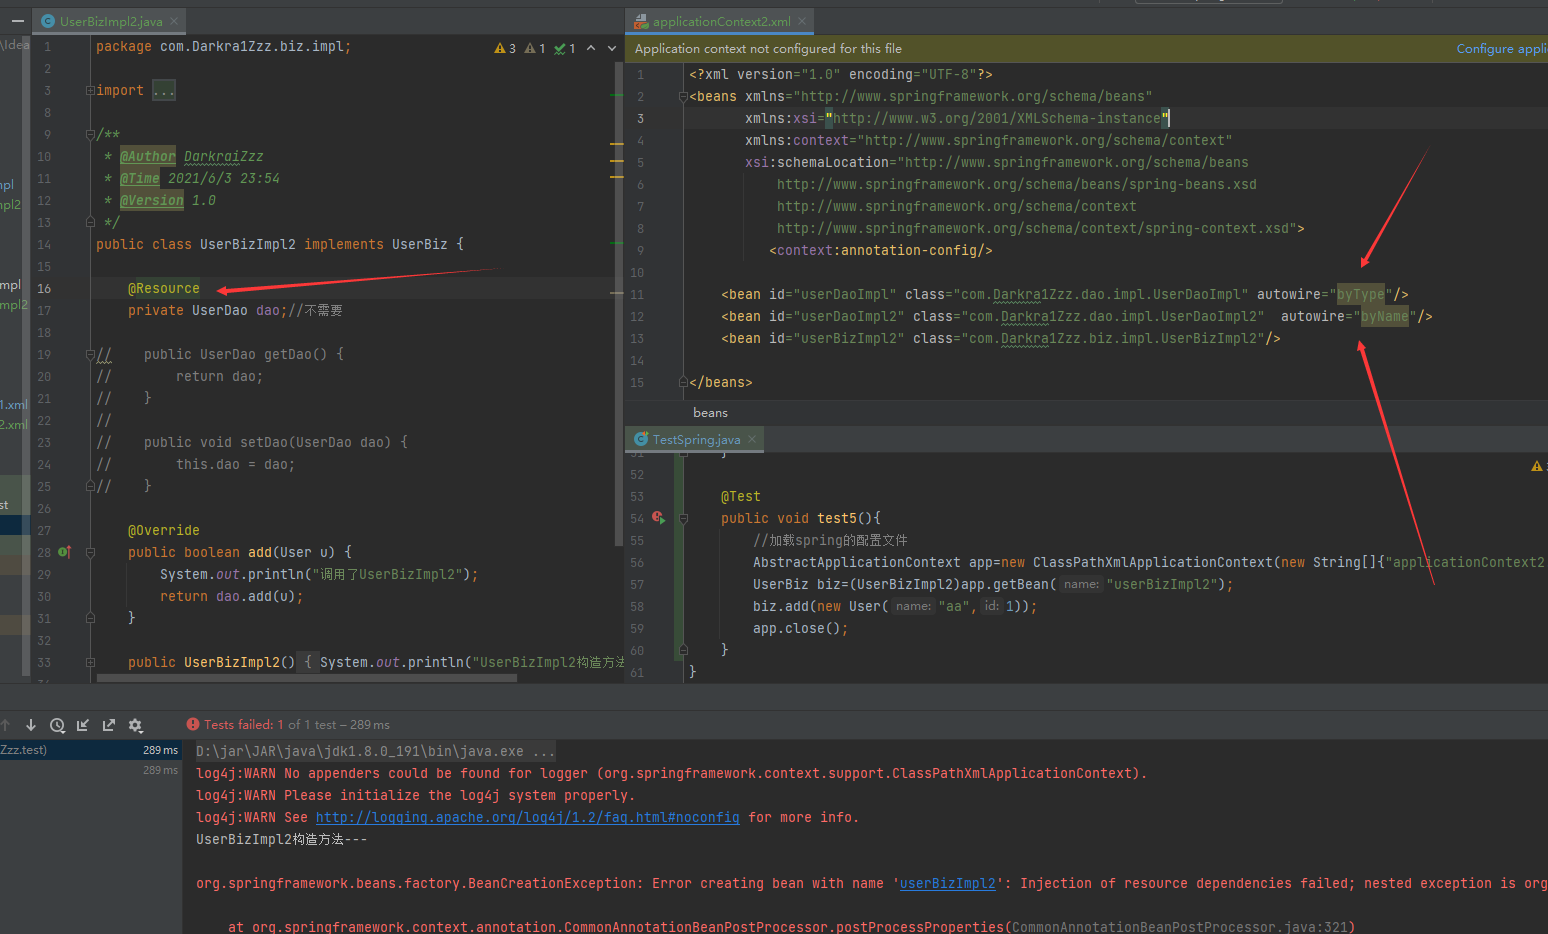 UserBizImpl2.java
applicationContext2.xml
1 package com.Darkra1Zzz.biz.impl;
3 1 1
2
3 import ...
8
9 /**
10 * @Author DarkraiZzz
11 * @Time 2021/6/3 23:54
12 * @Version 1.0
13 */
14 public class UserBizImpl2 implements UserBiz {
15
16 @Resource
17 private UserDao dao;//不需要
18
19 // public UserDao getDao() {
20 // return dao;
21 // }
22 //
23 // public void setDao(UserDao dao) {
24 // this.dao = dao;
25 // }
26
27 @Override
28 public boolean add(User u) {
29 System.out.println("调用了UserBizImpl2");
30 return dao.add(u);
31 }
32
33 public UserBizImpl2() { System.out.println("UserBizImpl2构造方法
Application context not configured for this file
Configure appli
1 <?xml version="1.0" encoding="UTF-8"?>
2 <beans xmlns="http://www.springframework.org/schema/beans"
3 xmlns:xsi="http://www.w3.org/2001/XMLSchema-instance"
4 xmlns:context="http://www.springframework.org/schema/context"
5 xsi:schemaLocation="http://www.springframework.org/schema/beans
6 http://www.springframework.org/schema/beans/spring-beans.xsd
7 http://www.springframework.org/schema/context
8 http://www.springframework.org/schema/context/spring-context.xsd">
9 <context:annotation-config/>
10
11 <bean id="userDaoImpl" class="com.Darkra1Zzz.dao.impl.UserDaoImpl" autowire="byType"/>
12 <bean id="userDaoImpl2" class="com.Darkra1Zzz.dao.impl.UserDaoImpl2" autowire="byName"/>
13 <bean id="userBizImpl2" class="com.Darkra1Zzz.biz.impl.UserBizImpl2"/>
14
15 </beans>
beans
TestSpring.java
51 }
52
53 @Test
54 public void test5(){
55 //加载spring的配置文件
56 AbstractApplicationContext app=new ClassPathXmlApplicationContext(new String[]{"applicationContext2
57 UserBiz biz=(UserBizImpl2)app.getBean( name: "userBizImpl2");
58 biz.add(new User( name: "aa", id: 1));
59 app.close();
60 }
61 }
\Idea
mpl
mpl2
mpl
mpl2
1.xml
2.xml
st
Tests failed: 1 of 1 test – 289 ms
Zzz.test) 289 ms
289 ms
D:\jar\JAR\java\jdk1.8.0_191\bin\java.exe ...
log4j:WARN No appenders could be found for logger (org.springframework.context.support.ClassPathXmlApplicationContext).
log4j:WARN Please initialize the log4j system properly.
log4j:WARN See http://logging.apache.org/log4j/1.2/faq.html#noconfig for more info.
UserBizImpl2构造方法---
org.springframework.beans.factory.BeanCreationException: Error creating bean with name 'userBizImpl2': Injection of resource dependencies failed; nested exception is org
at org.springframework.context.annotation.CommonAnnotationBeanPostProcessor.postProcessProperties(CommonAnnotationBeanPostProcessor.java:321)